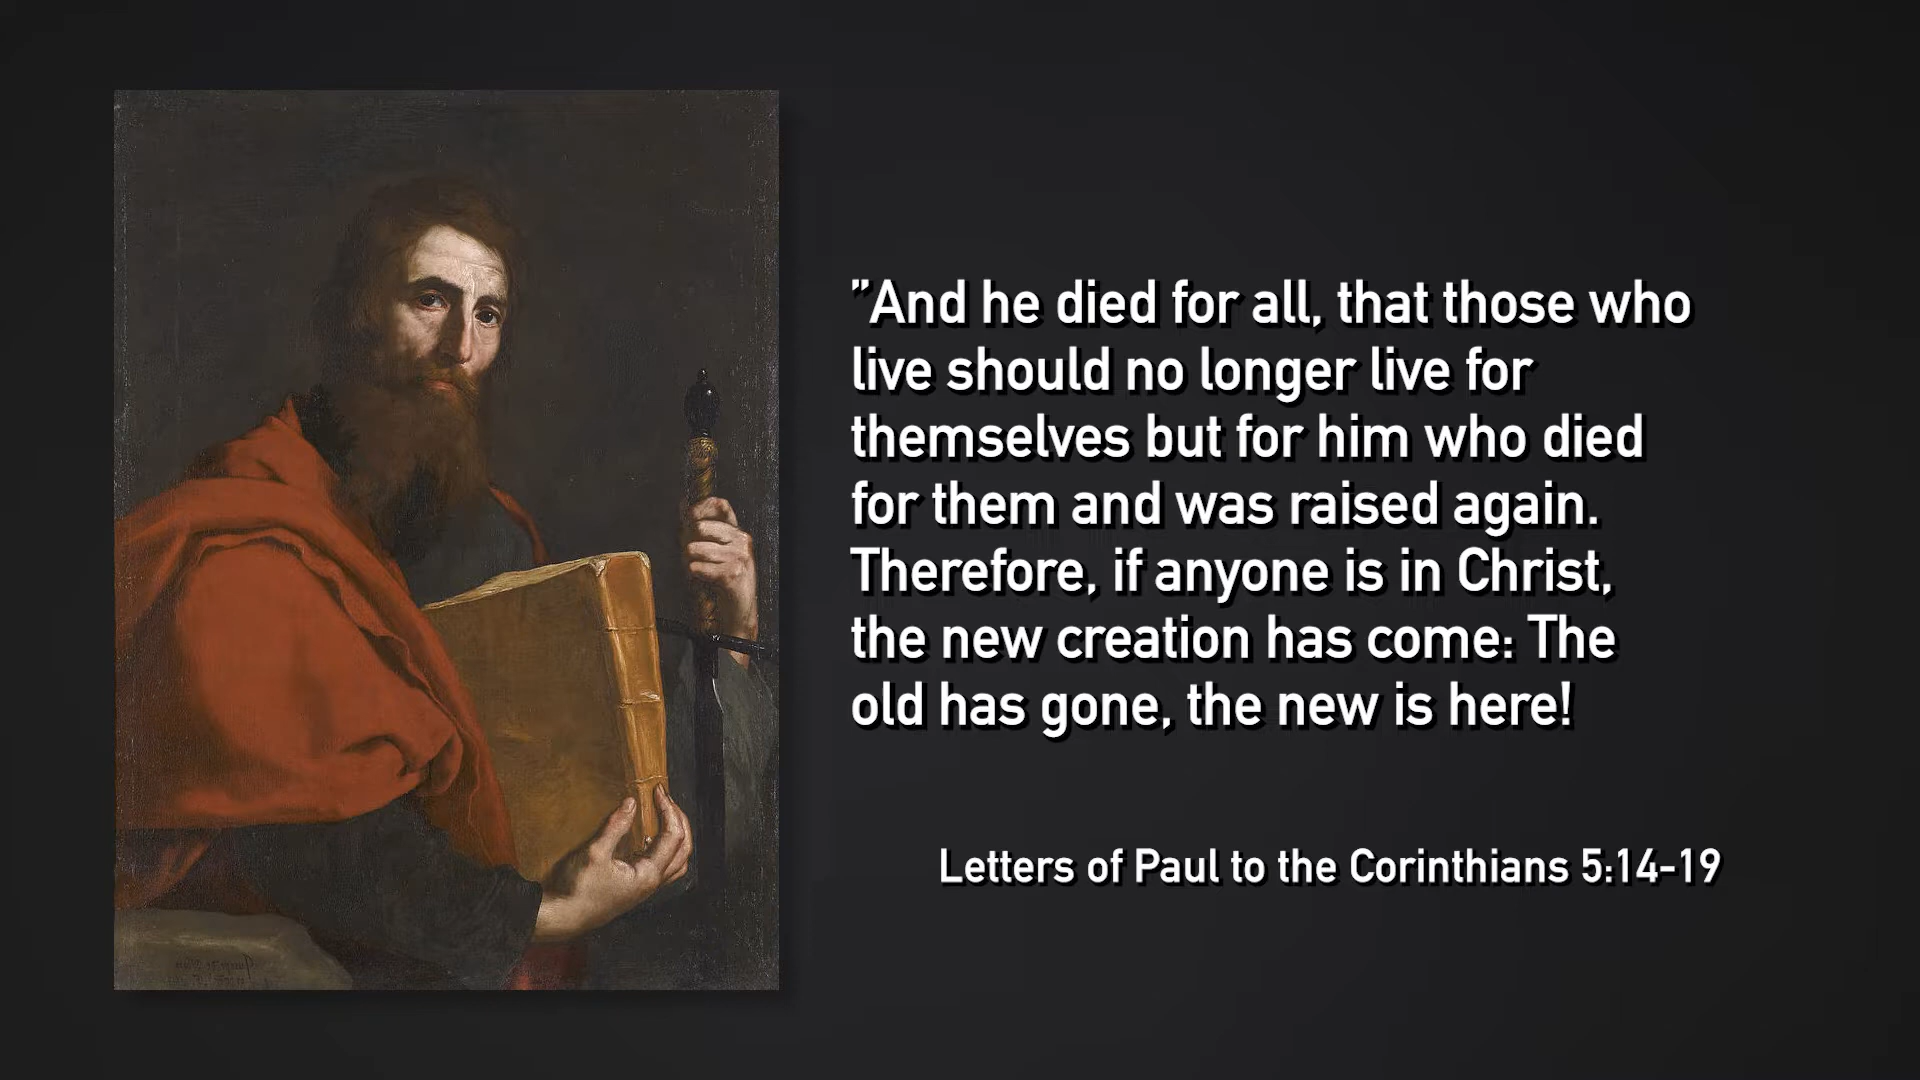 ”And he died for all, that those who
live should no longer live for
themselves but for him who died
for them and was raised again.
Therefore, if anyone is in Christ,
the new creation has come: The
old has gone, the new is here!
Letters of Paul to the Corinthians 5:14-19